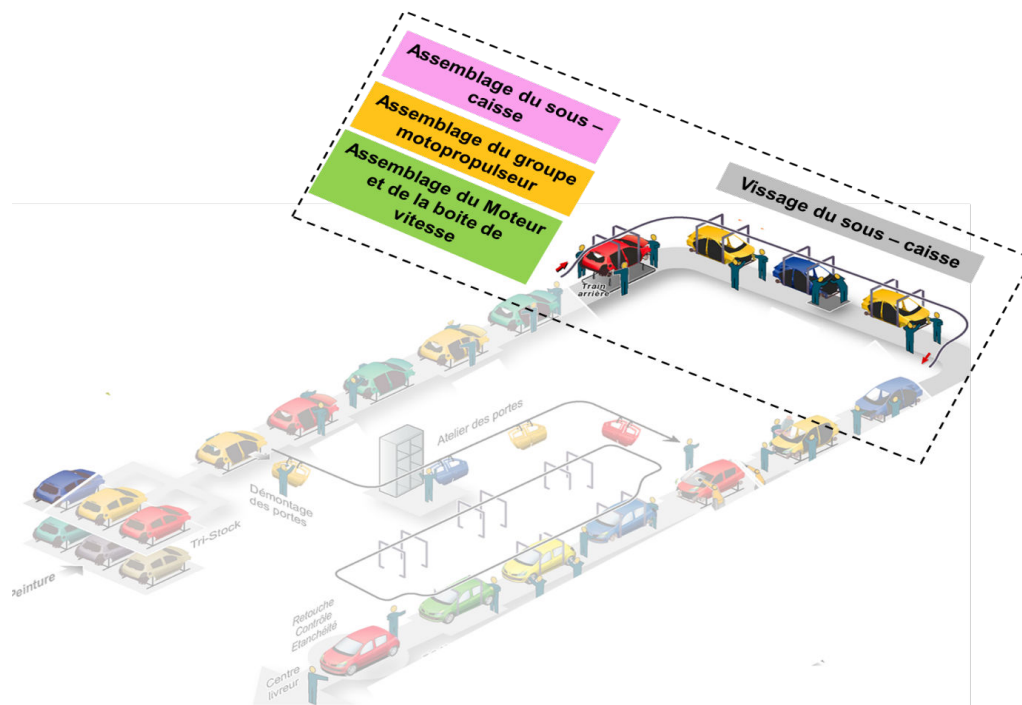 Assemblage du sous –
caisse
Assemblage du groupe
motopropulseur
Assemblage du Moteur
et de la boite de
vitesse
Vissage du sous – caisse
Train
arrière
Atelier des portes
Démontage
des portes
Tri-Stock
Peinture
Retouche
Contrôle
Etanchéité
Centre
livreur